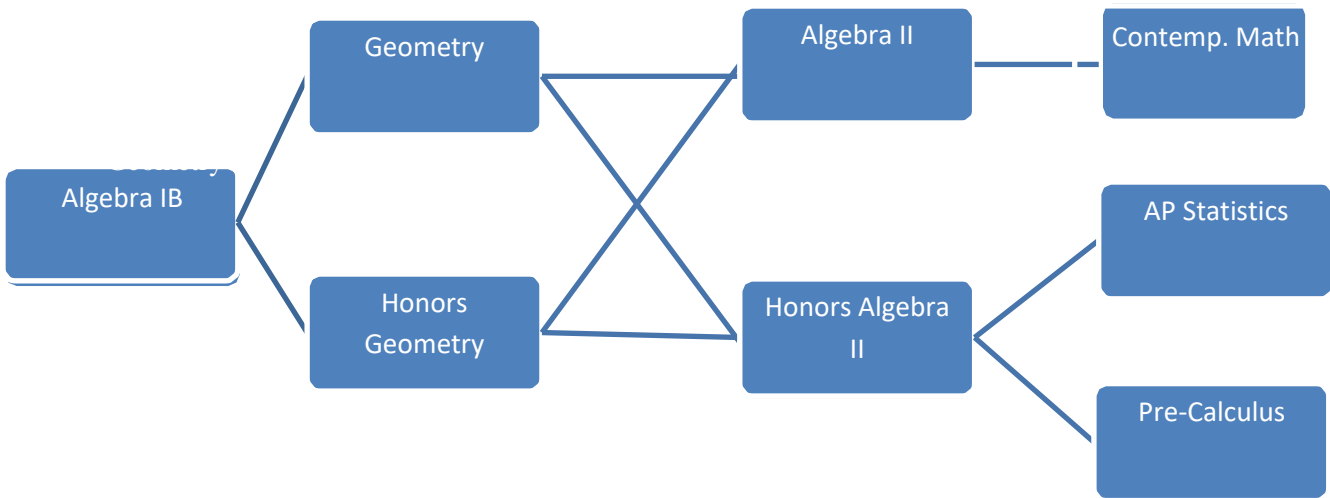 Geometry
Algebra II
Contemp. Math
Algebra IB
AP Statistics
Honors
Geometry
Honors Algebra
II
Pre-Calculus